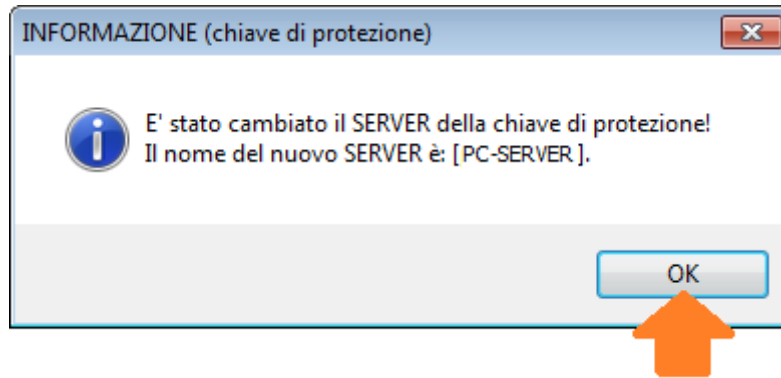 INFORMAZIONE (chiave di protezione)
E' stato cambiato il SERVER della chiave di protezione!
Il nome del nuovo SERVER è: [PC-SERVER].
OK